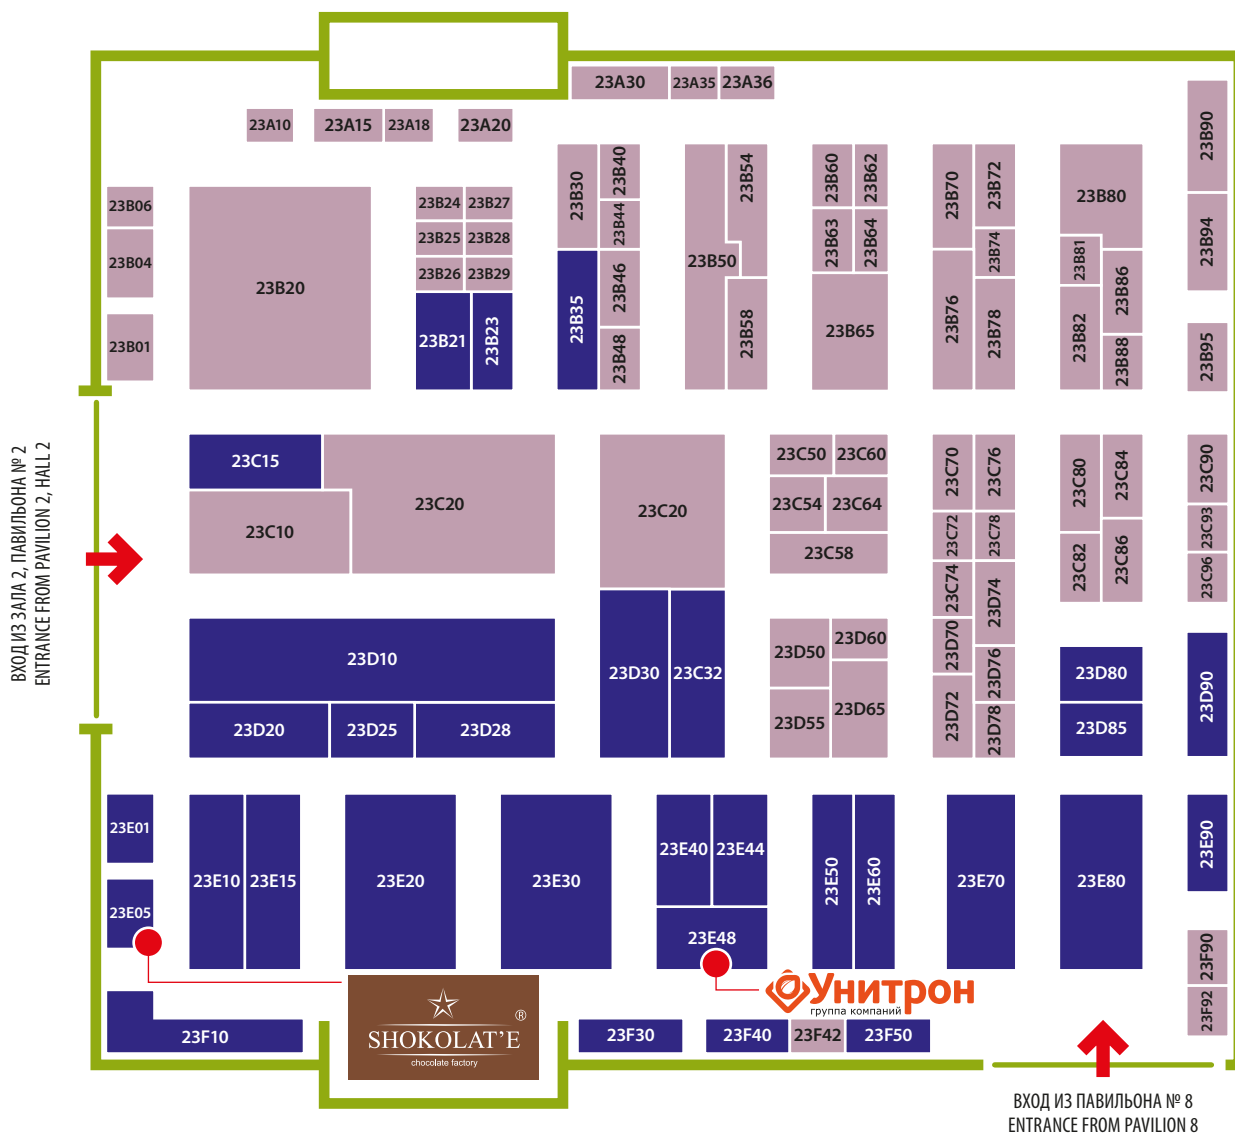 23A30 23A35 23A36
23A10 23A15 23A18 23A20
23B06
23B04
23B01
23B20
23B24 23B27
23B25 23B28
23B26 23B29
23B21 23B23
23B30 23B40
23B44
23B35 23B46
23B48
23B50 23B54
23B58
23B60 23B62
23B63 23B64
23B65
23B70 23B72
23B74
23B76 23B78
23B80
23B81
23B82 23B86
23B88
23B90
23B94
23B95
ВХОД ИЗ ЗАЛА 2, ПАВИЛЬОНА № 2
ENTRANCE FROM PAVILION 2, HALL 2
23C15
23C10
23C20
23C20
23C50 23C60
23C54 23C64
23C58
23C70 23C76
23C72 23C78
23C74 23D74
23C80 23C84
23C82 23C86
23C90
23C93
23C96
23D10
23D20 23D25 23D28
23D30 23C32
23D50 23D60
23D55 23D65
23D70 23D76
23D72 23D78
23D80
23D85
23D90
23E01
23E05
23E10 23E15
23E20
23E30
23E40 23E44
23E48
23E50 23E60
23E70
23E80
23E90
23F90
23F92
SHOKOLAT'E ®
chocolate factory
Унитрон
группа компаний
23F10 23F30 23F40 23F42 23F50
ВХОД ИЗ ПАВИЛЬОНА № 8
ENTRANCE FROM PAVILION 8